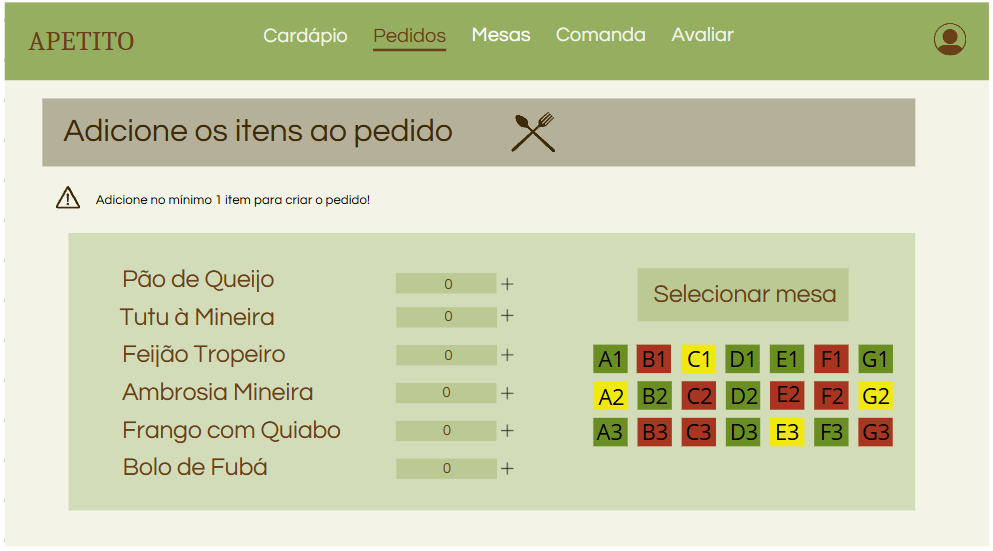 APETITO
Cardápio Pedidos Mesas Comanda Avaliar
Adicione os itens ao pedido
Adicione no mínimo 1 item para criar o pedido!
Pão de Queijo 0 +
Tutu à Mineira 0 +
Feijão Tropeiro 0 +
Ambrosia Mineira 0 +
Frango com Quiabo 0 +
Bolo de Fubá 0 +
Selecionar mesa
A1 B1 C1 D1 E1 F1 G1
A2 B2 C2 D2 E2 F2 G2
A3 B3 C3 D3 E3 F3 G3